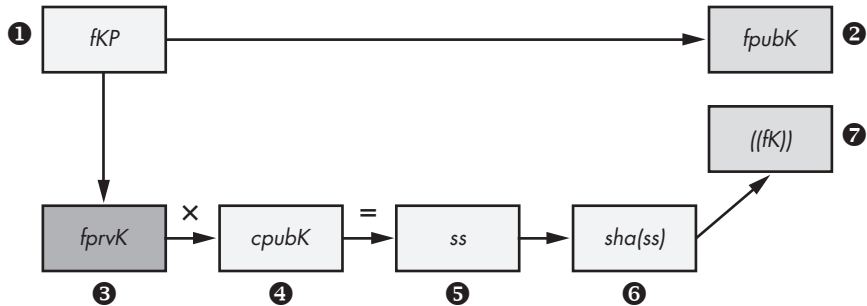 ❶ fKP fpubK ❷
((fK)) ❼
fprvK × cpubK = ss sha(ss)
❸ ❹ ❺ ❻